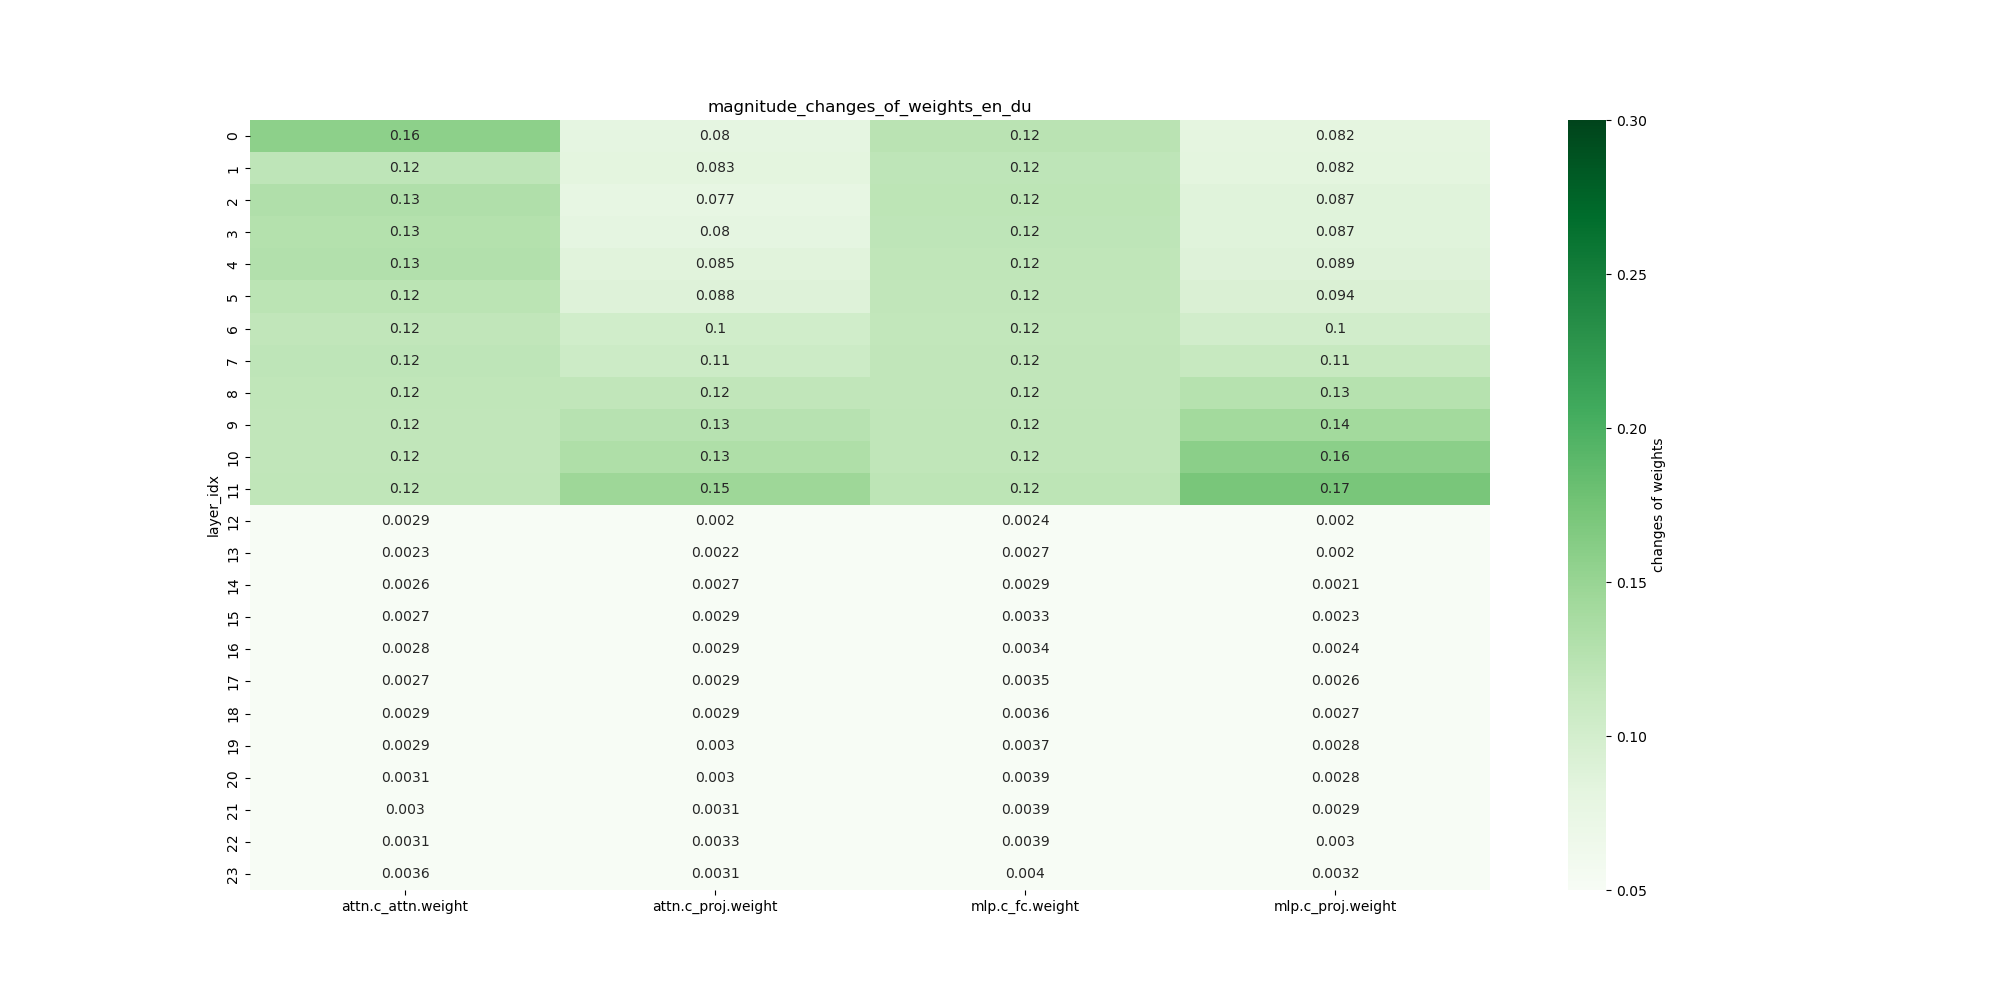 magnitude_changes_of_weights_en_du
0 0.16 0.08 0.12 0.082
1 0.12 0.083 0.12 0.082
2 0.13 0.077 0.12 0.087
3 0.13 0.08 0.12 0.087
4 0.13 0.085 0.12 0.089
5 0.12 0.088 0.12 0.094
6 0.12 0.1 0.12 0.1
7 0.12 0.11 0.12 0.11
8 0.12 0.12 0.12 0.13
9 0.12 0.13 0.12 0.14
10 0.12 0.13 0.12 0.16
11 0.12 0.15 0.12 0.17
12 0.0029 0.002 0.0024 0.002
13 0.0023 0.0022 0.0027 0.002
14 0.0026 0.0027 0.0029 0.0021
15 0.0027 0.0029 0.0033 0.0023
16 0.0028 0.0029 0.0034 0.0024
17 0.0027 0.0029 0.0035 0.0026
18 0.0029 0.0029 0.0036 0.0027
19 0.0029 0.003 0.0037 0.0028
20 0.0031 0.003 0.0039 0.0028
21 0.003 0.0031 0.0039 0.0029
22 0.0031 0.0033 0.0039 0.003
23 0.0036 0.0031 0.004 0.0032
attn.c_attn.weight attn.c_proj.weight mlp.c_fc.weight mlp.c_proj.weight
layer_idx
0.30
0.25
0.20
0.15
0.10
0.05
changes of weights